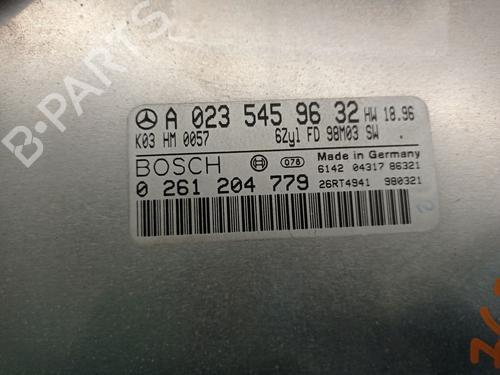 B-PARTS
A 023 545 96 32 HW 18.96
K03 HM 0057 6Zyl FD 98M03 SW .
BOSCH 078 Made in Germany
6142 04317 86321
0 261 204 779 26RT4941 980321